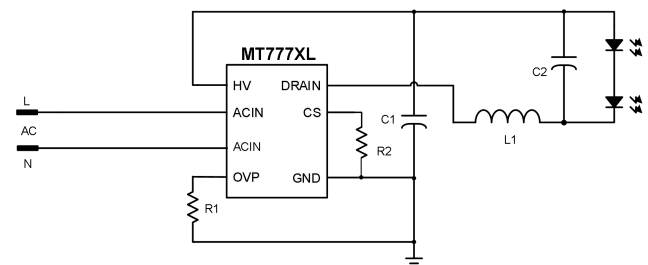 MT777XL
HV
DRAIN
C2
L
ACIN
CS
C1
AC
ACIN
R2
L1
N
OVP
GND
R1